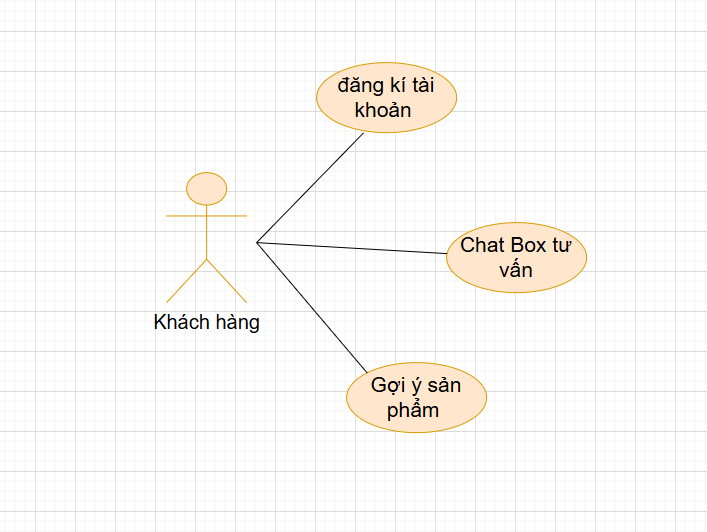 đăng kí tài
khoản
Chat Box tư
vấn
Khách hàng
Gợi ý sản
phẩm